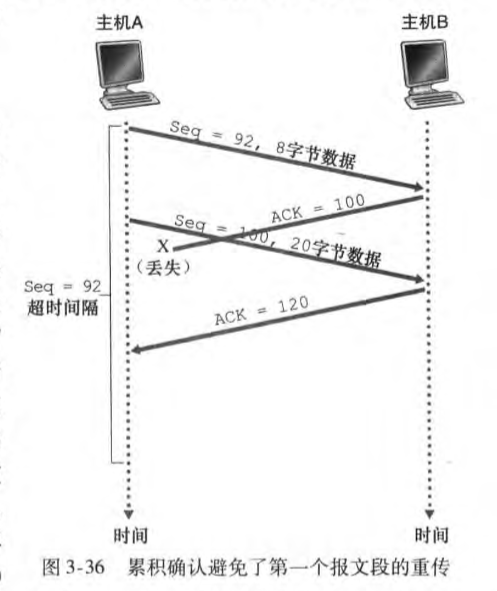 主机A
主机B
Seq = 92, 8字节数据
ACK = 100
Seq = 100, 20字节数据
X
(丢失)
Seq = 92
超时间隔
ACK = 120
时间
时间
图 3-36 累积确认避免了第一个报文段的重传